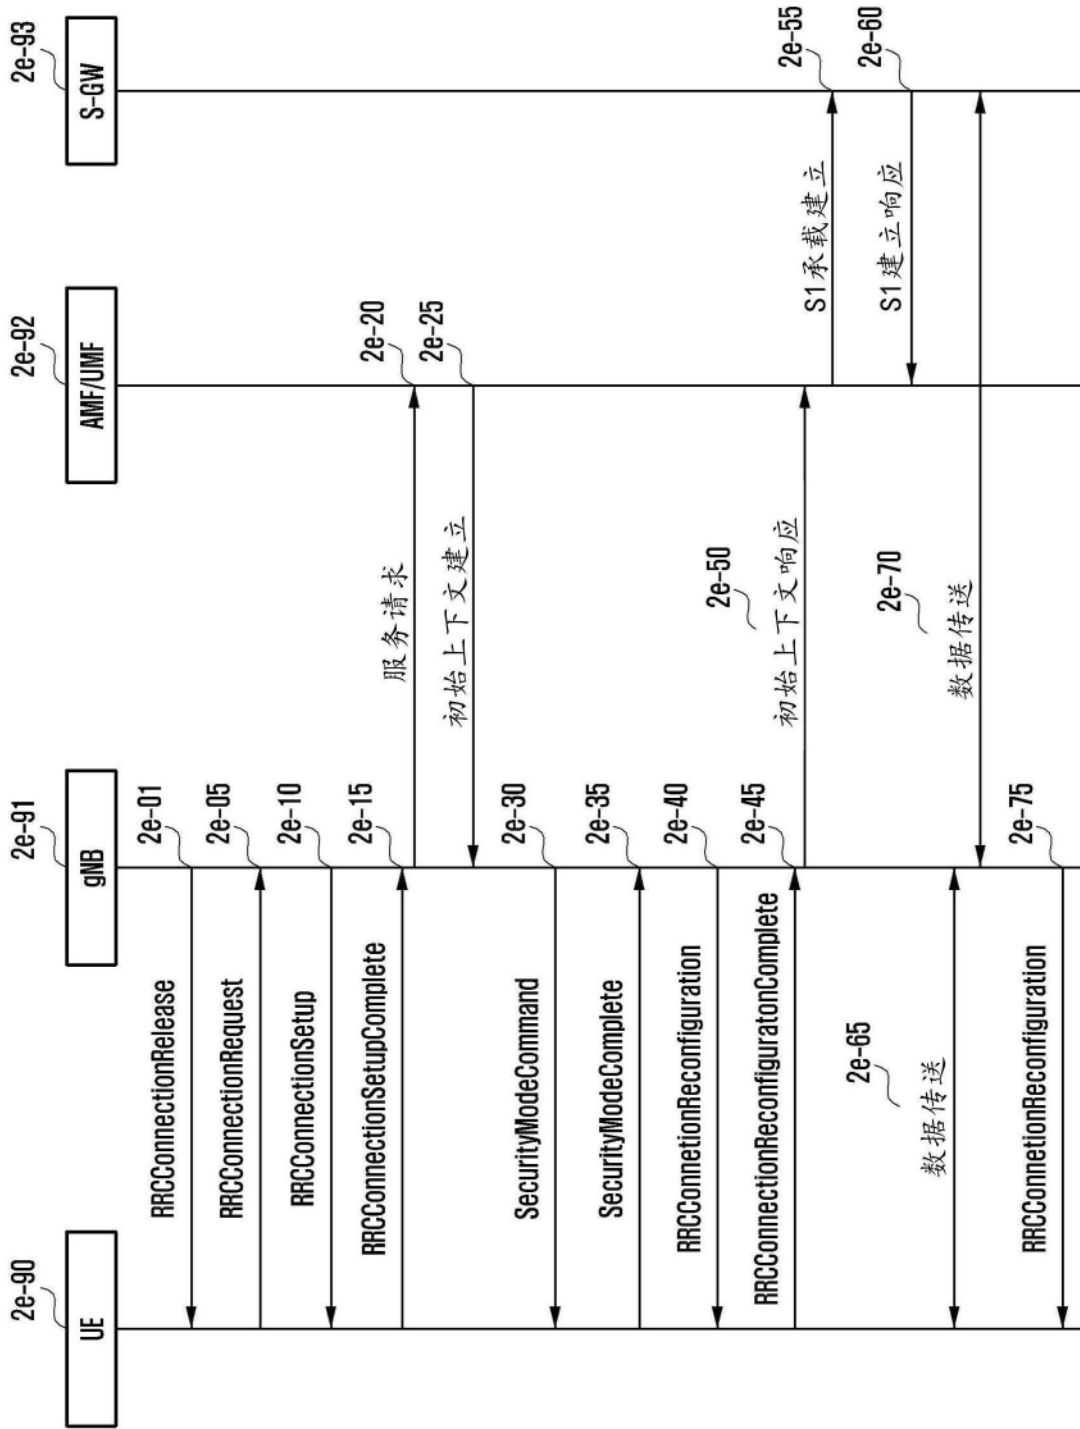 2e-90
UE
2e-91
gNB
2e-92
AMF/UMF
2e-93
S-GW
RRCConnectionRelease
2e-01
RRCConnectionRequest
2e-05
RRCConnectionSetup
2e-10
RRCConnectionSetupComplete
2e-15
服务请求
2e-20
初始上下文建立
2e-25
SecurityModeCommand
2e-30
SecurityModeComplete
2e-35
RRCConnetionReconfiguration
2e-40
RRCConnectionReconfiguratonComplete
2e-45
初始上下文响应
2e-50
S1承载建立
2e-55
S1建立响应
2e-60
数据传送
2e-65
数据传送
2e-70
RRCConnetionReconfiguration
2e-75